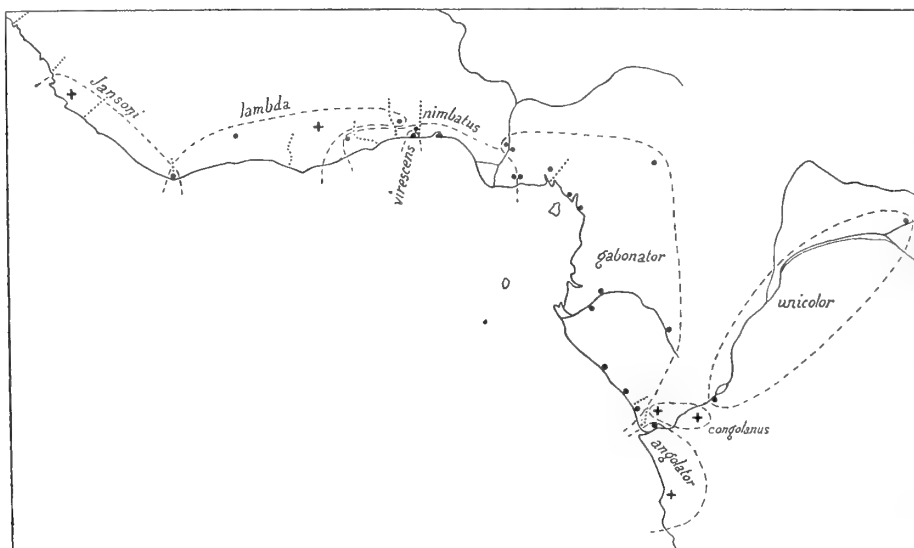 Jansoni
lambda
nimbatus
virescens
gabonator
unicolor
congolanus
angolator